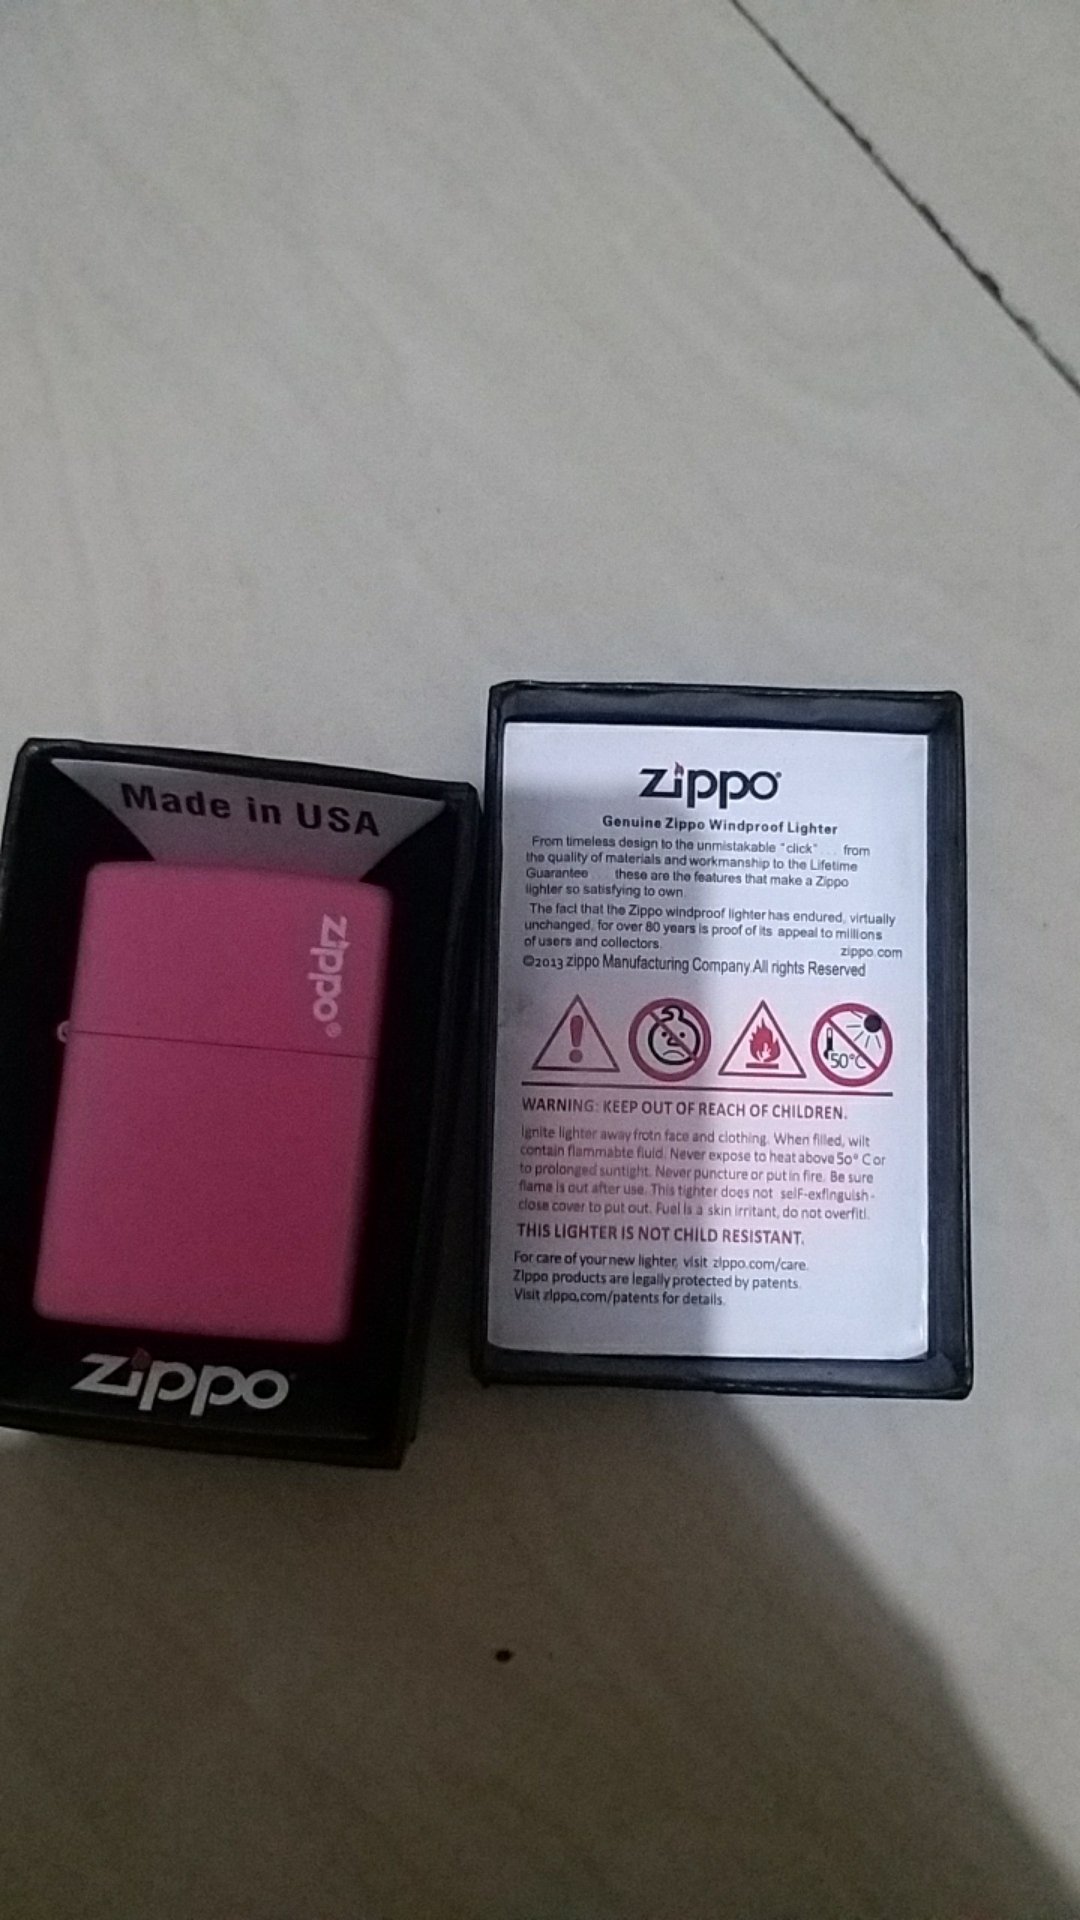 Made in USA
zippo®
zippo
zippo
Genuine Zippo Windproof Lighter
From timeless design to the unmistakable "click" . . . from
the quality of materials and workmanship to the Lifetime
Guarantee . . . these are the features that make a Zippo
lighter so satisfying to own.
The fact that the Zippo windproof lighter has endured, virtually
unchanged, for over 80 years is proof of its appeal to millions
of users and collectors.
zippo.com
©2013 zippo Manufacturing Company.All rights Reserved
50°C
WARNING: KEEP OUT OF REACH OF CHILDREN.
Ignite lighter away frotn face and clothing. When filled, wilt
contain flammabte fluid. Never expose to heat above 50° C or
to prolonged suntight. Never puncture or put in fire. Be sure
flame is out after use. This tighter does not selF-exfinguish-
close cover to put out. Fuel is a skin irritant, do not overfitl.
THIS LIGHTER IS NOT CHILD RESISTANT.
For care of your new lighter, visit zippo.com/care.
Zippo products are legally protected by patents.
Visit zippo.com/patents for details.